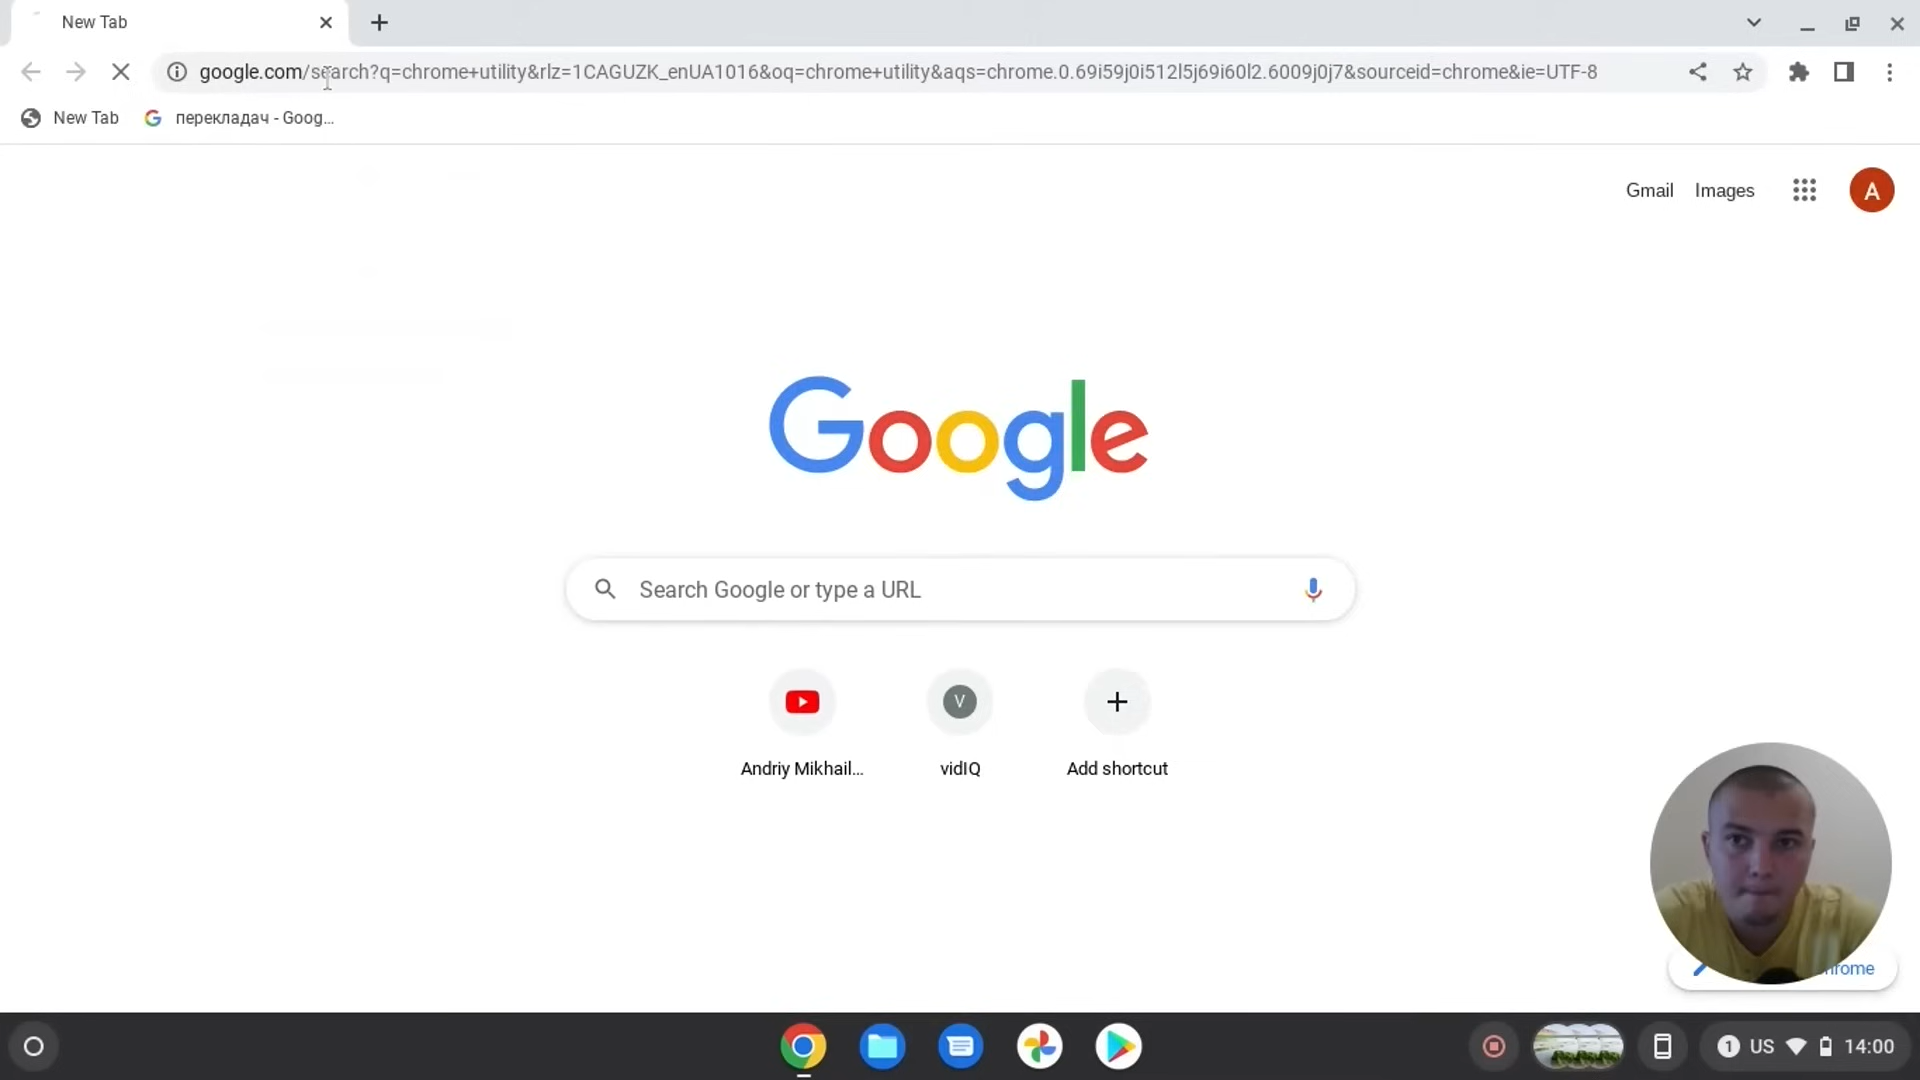 New Tab
google.com/search?q=chrome+utility&rlz=1CAGUZK_enUA1016&oq=chrome+utility&aqs=chrome.0.69i59j0i512l5j69i60l2.6009j0j7&sourceid=chrome&ie=UTF-8
New Tab
перекладач - Goog...
Gmail
Images
A
Google
Search Google or type a URL
V
Andriy Mikhail...
vidIQ
Add shortcut
hrome
1
US
14:00